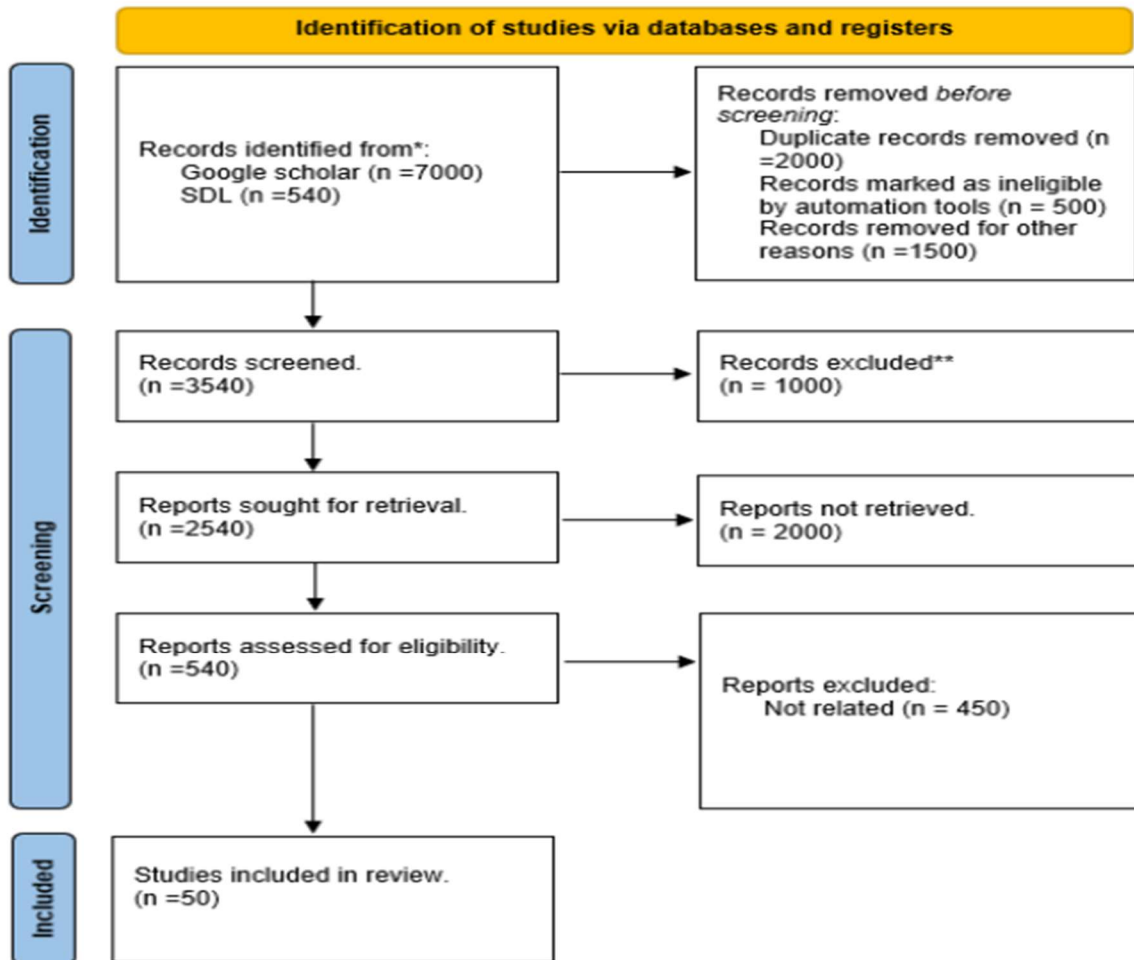 Identification of studies via databases and registers
Identification
Records identified from*:
Google scholar (n =7000)
SDL (n =540)
Records removed before
screening:
Duplicate records removed (n
=2000)
Records marked as ineligible
by automation tools (n = 500)
Records removed for other
reasons (n =1500)
Screening
Records screened.
(n =3540)
Records excluded**
(n = 1000)
Reports sought for retrieval.
(n =2540)
Reports not retrieved.
(n = 2000)
Reports assessed for eligibility.
(n =540)
Reports excluded:
Not related (n = 450)
Included
Studies included in review.
(n =50)